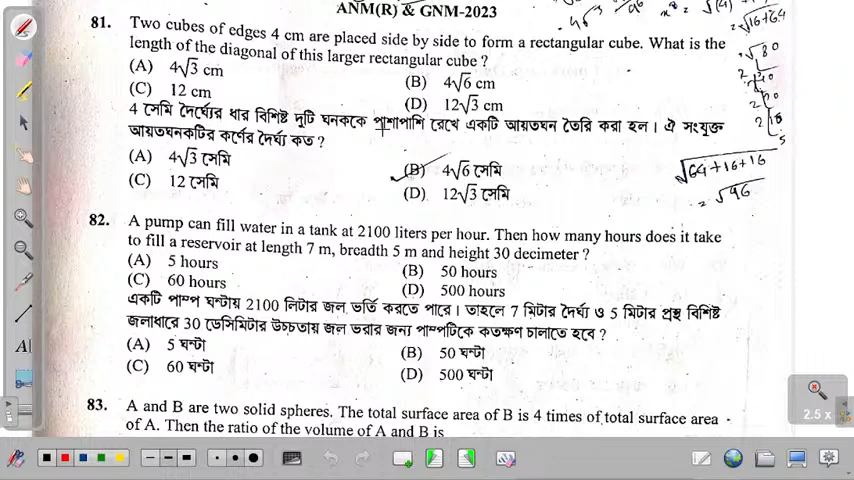 ANM(R) & GNM-2023
81. Two cubes of edges 4 cm are placed side by side to form a rectangular cube. What is the
length of the diagonal of this larger rectangular cube ?
(A) 4√3 cm
(B) 4√6 cm
(C) 12 cm
(D) 12√3 cm
4 সেমি দৈর্ঘ্যের ধার বিশিষ্ট দুটি ঘনককে পাশাপাশি রেখে একটি আয়তঘন তৈরি করা হল। ঐ সংযুক্ত
আয়তঘনকটির কর্ণের দৈর্ঘ্য কত ?
(A) 4√3 সেমি
(B) 4√6 সেমি
(C) 12 সেমি
(D) 12√3 সেমি
√64+16+16
= √96
82. A pump can fill water in a tank at 2100 liters per hour. Then how many hours does it take
to fill a reservoir at length 7 m, breadth 5 m and height 30 decimeter ?
(A) 5 hours
(B) 50 hours
(C) 60 hours
(D) 500 hours
একটি পাম্প ঘণ্টায় 2100 লিটার জল ভর্তি করতে পারে। তাহলে 7 মিটার দৈর্ঘ্য ও 5 মিটার প্রস্থ বিশিষ্ট
জলাধারে 30 ডেসিমিটার উচ্চতায় জল ভরার জন্য পাম্পটিকে কতক্ষণ চালাতে হবে ?
(A) 5 ঘন্টা
(B) 50 ঘন্টা
(C) 60 ঘন্টা
(D) 500 ঘন্টা
83. A and B are two solid spheres. The total surface area of B is 4 times of total surface area
of A. Then the ratio of the volume of A and B is
2.5 x